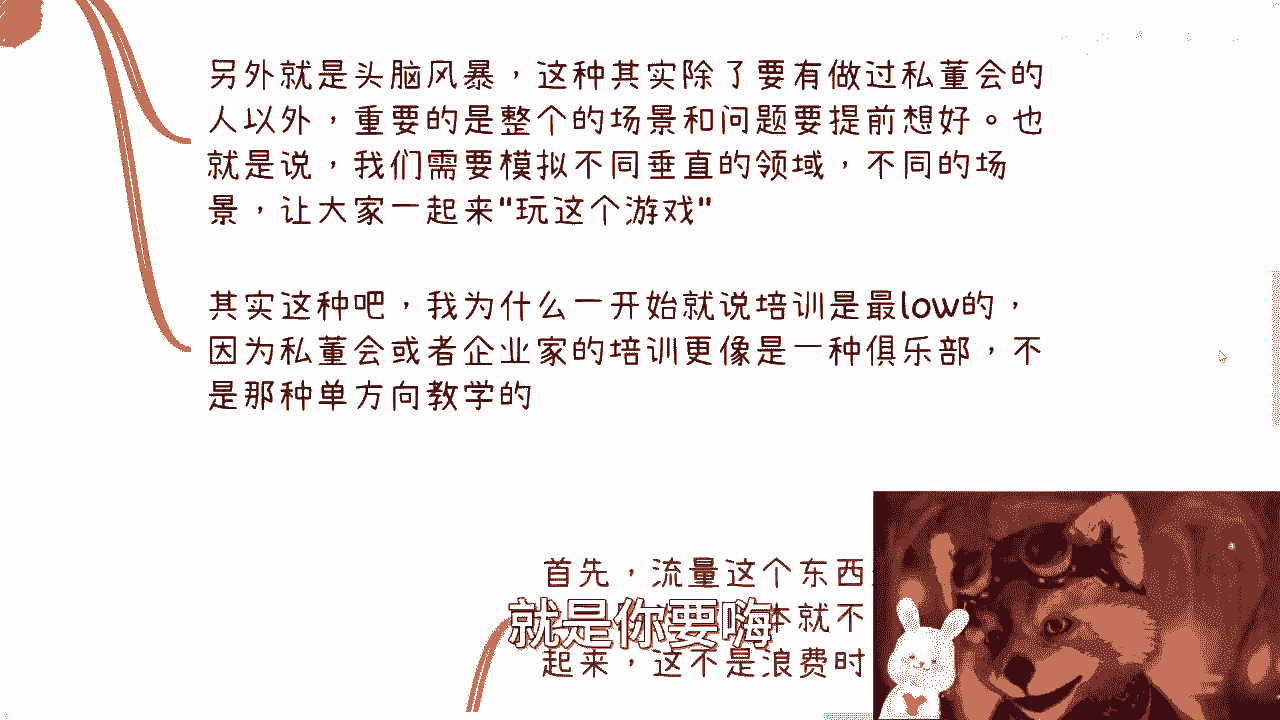 另外就是头脑风暴，这种其实除了要有做过私董会的
人以外，重要的是整个的场景和问题要提前想好。也
就是说，我们需要模拟不同垂直的领域，不同的场
景，让大家一起来"玩这个游戏"
其实这种吧，我为什么一开始就说培训是最low的，
因为私董会或者企业家的培训更像是一种俱乐部，不
是那种单方向教学的
首先，流量这个东西
就是你要嗨
本就不
起来，这不是浪费时